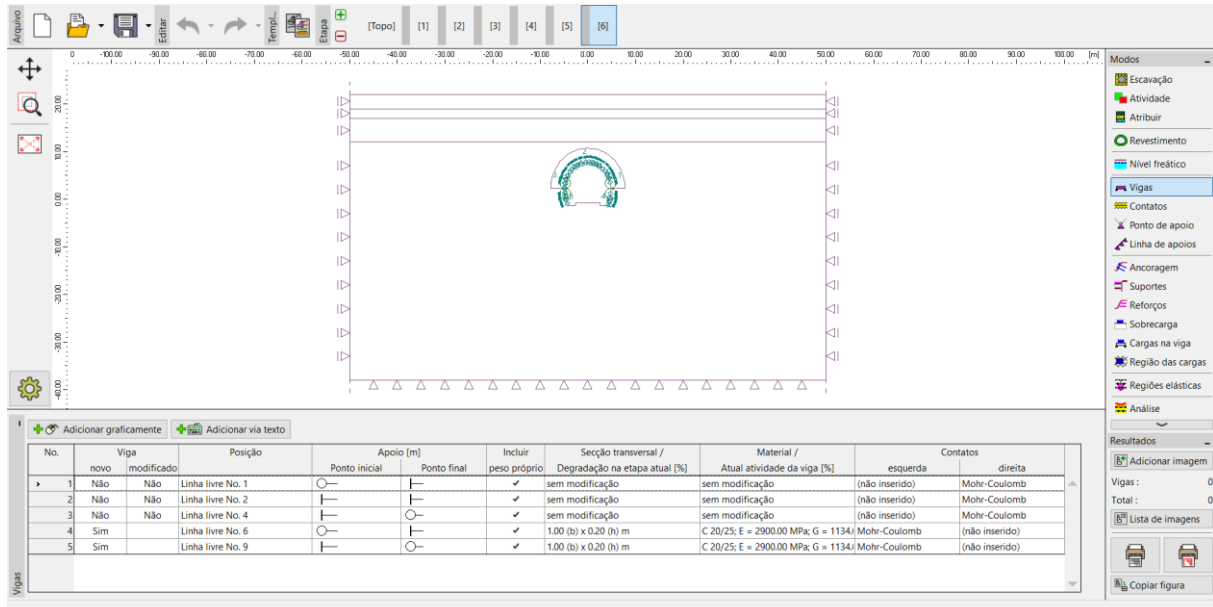 Arquivo
Editar
Templ...
Etapa
[Topo] [1] [2] [3] [4] [5] [6]
0 -100.00 -90.00 -80.00 -70.00 -60.00 -50.00 -40.00 -30.00 -20.00 -10.00 0.00 10.00 20.00 30.00 40.00 50.00 60.00 70.00 80.00 90.00 100.00 [m]
20.00
10.00
0.00
-10.00
-20.00
-30.00
-40.00
Modos
Escavação
Atividade
Atribuir
Revestimento
Nível freático
Vigas
Contatos
Ponto de apoio
Linha de apoios
Ancoragem
Suportes
Reforços
Sobrecarga
Cargas na viga
Região das cargas
Regiões elásticas
Análise
Resultados
Adicionar imagem
Vigas : 0
Total : 0
Lista de imagens
Copiar figura
Adicionar graficamente Adicionar via texto
No. Viga Posição Apoio [m] Incluir Secção transversal / Material / Contatos
novo modificado Ponto inicial Ponto final peso próprio Degradação na etapa atual [%] Atual atividade da viga [%] esquerda direita
1 Não Não Linha livre No. 1 sem modificação sem modificação (não inserido) Mohr-Coulomb
2 Não Não Linha livre No. 2 sem modificação sem modificação (não inserido) Mohr-Coulomb
3 Não Não Linha livre No. 4 sem modificação sem modificação (não inserido) Mohr-Coulomb
4 Sim Linha livre No. 6 1.00 (b) x 0.20 (h) m C 20/25; E = 2900.00 MPa; G = 1134.( Mohr-Coulomb (não inserido)
5 Sim Linha livre No. 9 1.00 (b) x 0.20 (h) m C 20/25; E = 2900.00 MPa; G = 1134.( Mohr-Coulomb (não inserido)
Vigas